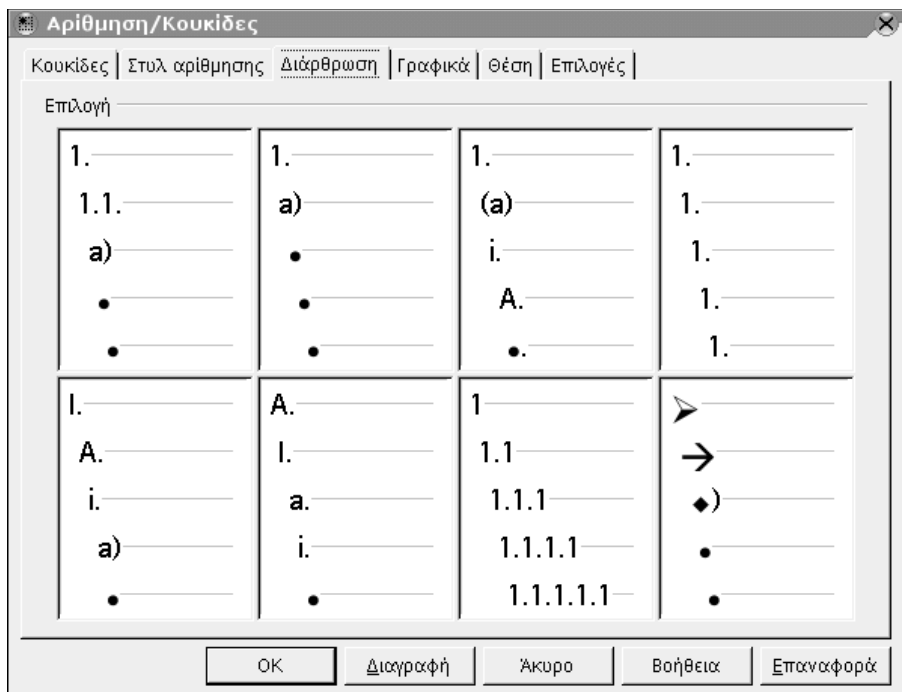 Αρίθμηση/Κουκίδες
Κουκίδες Στυλ αρίθμησης Διάρθρωση Γραφικά Θέση Επιλογές
Επιλογή
1.
1.1.
a)
•
•
1.
a)
•
•
•
1.
(a)
i.
A.
•.
1.
1.
1.
1.
1.
I.
A.
i.
a)
•
A.
I.
a.
i.
•
1
1.1
1.1.1
1.1.1.1
1.1.1.1.1
➢
→
◆)
•
•
OK Διαγραφή Άκυρο Βοήθεια Επαναφορά